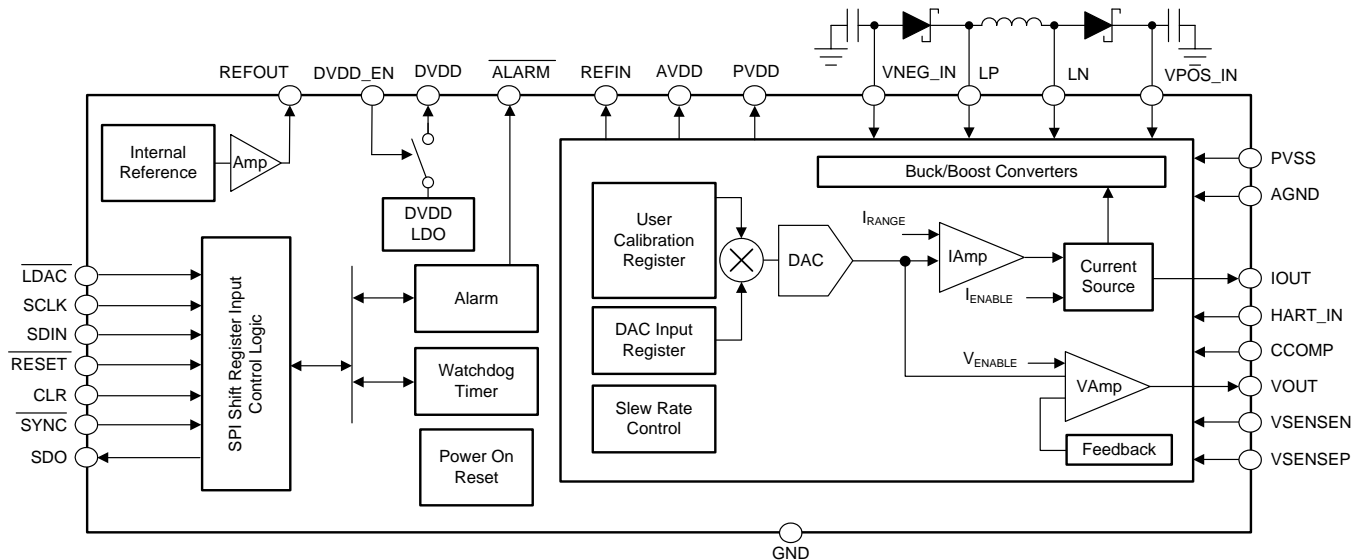 REFOUT
DVDD_EN
DVDD
ALARM
REFIN
AVDD
PVDD
VNEG_IN
LP
LN
VPOS_IN
Internal
Reference
Amp
DVDD
LDO
PVSS
AGND
Buck/Boost Converters
User
Calibration
Register
DAC
IRANGE
IAmp
IENABLE
Current
Source
IOUT
HART_IN
CCOMP
VOUT
VSENSEN
VSENSEP
LDAC
SCLK
SDIN
RESET
CLR
SYNC
SDO
SPI Shift Register Input
Control Logic
Alarm
Watchdog
Timer
Power On
Reset
DAC Input
Register
Slew Rate
Control
VENABLE
VAmp
Feedback
GND